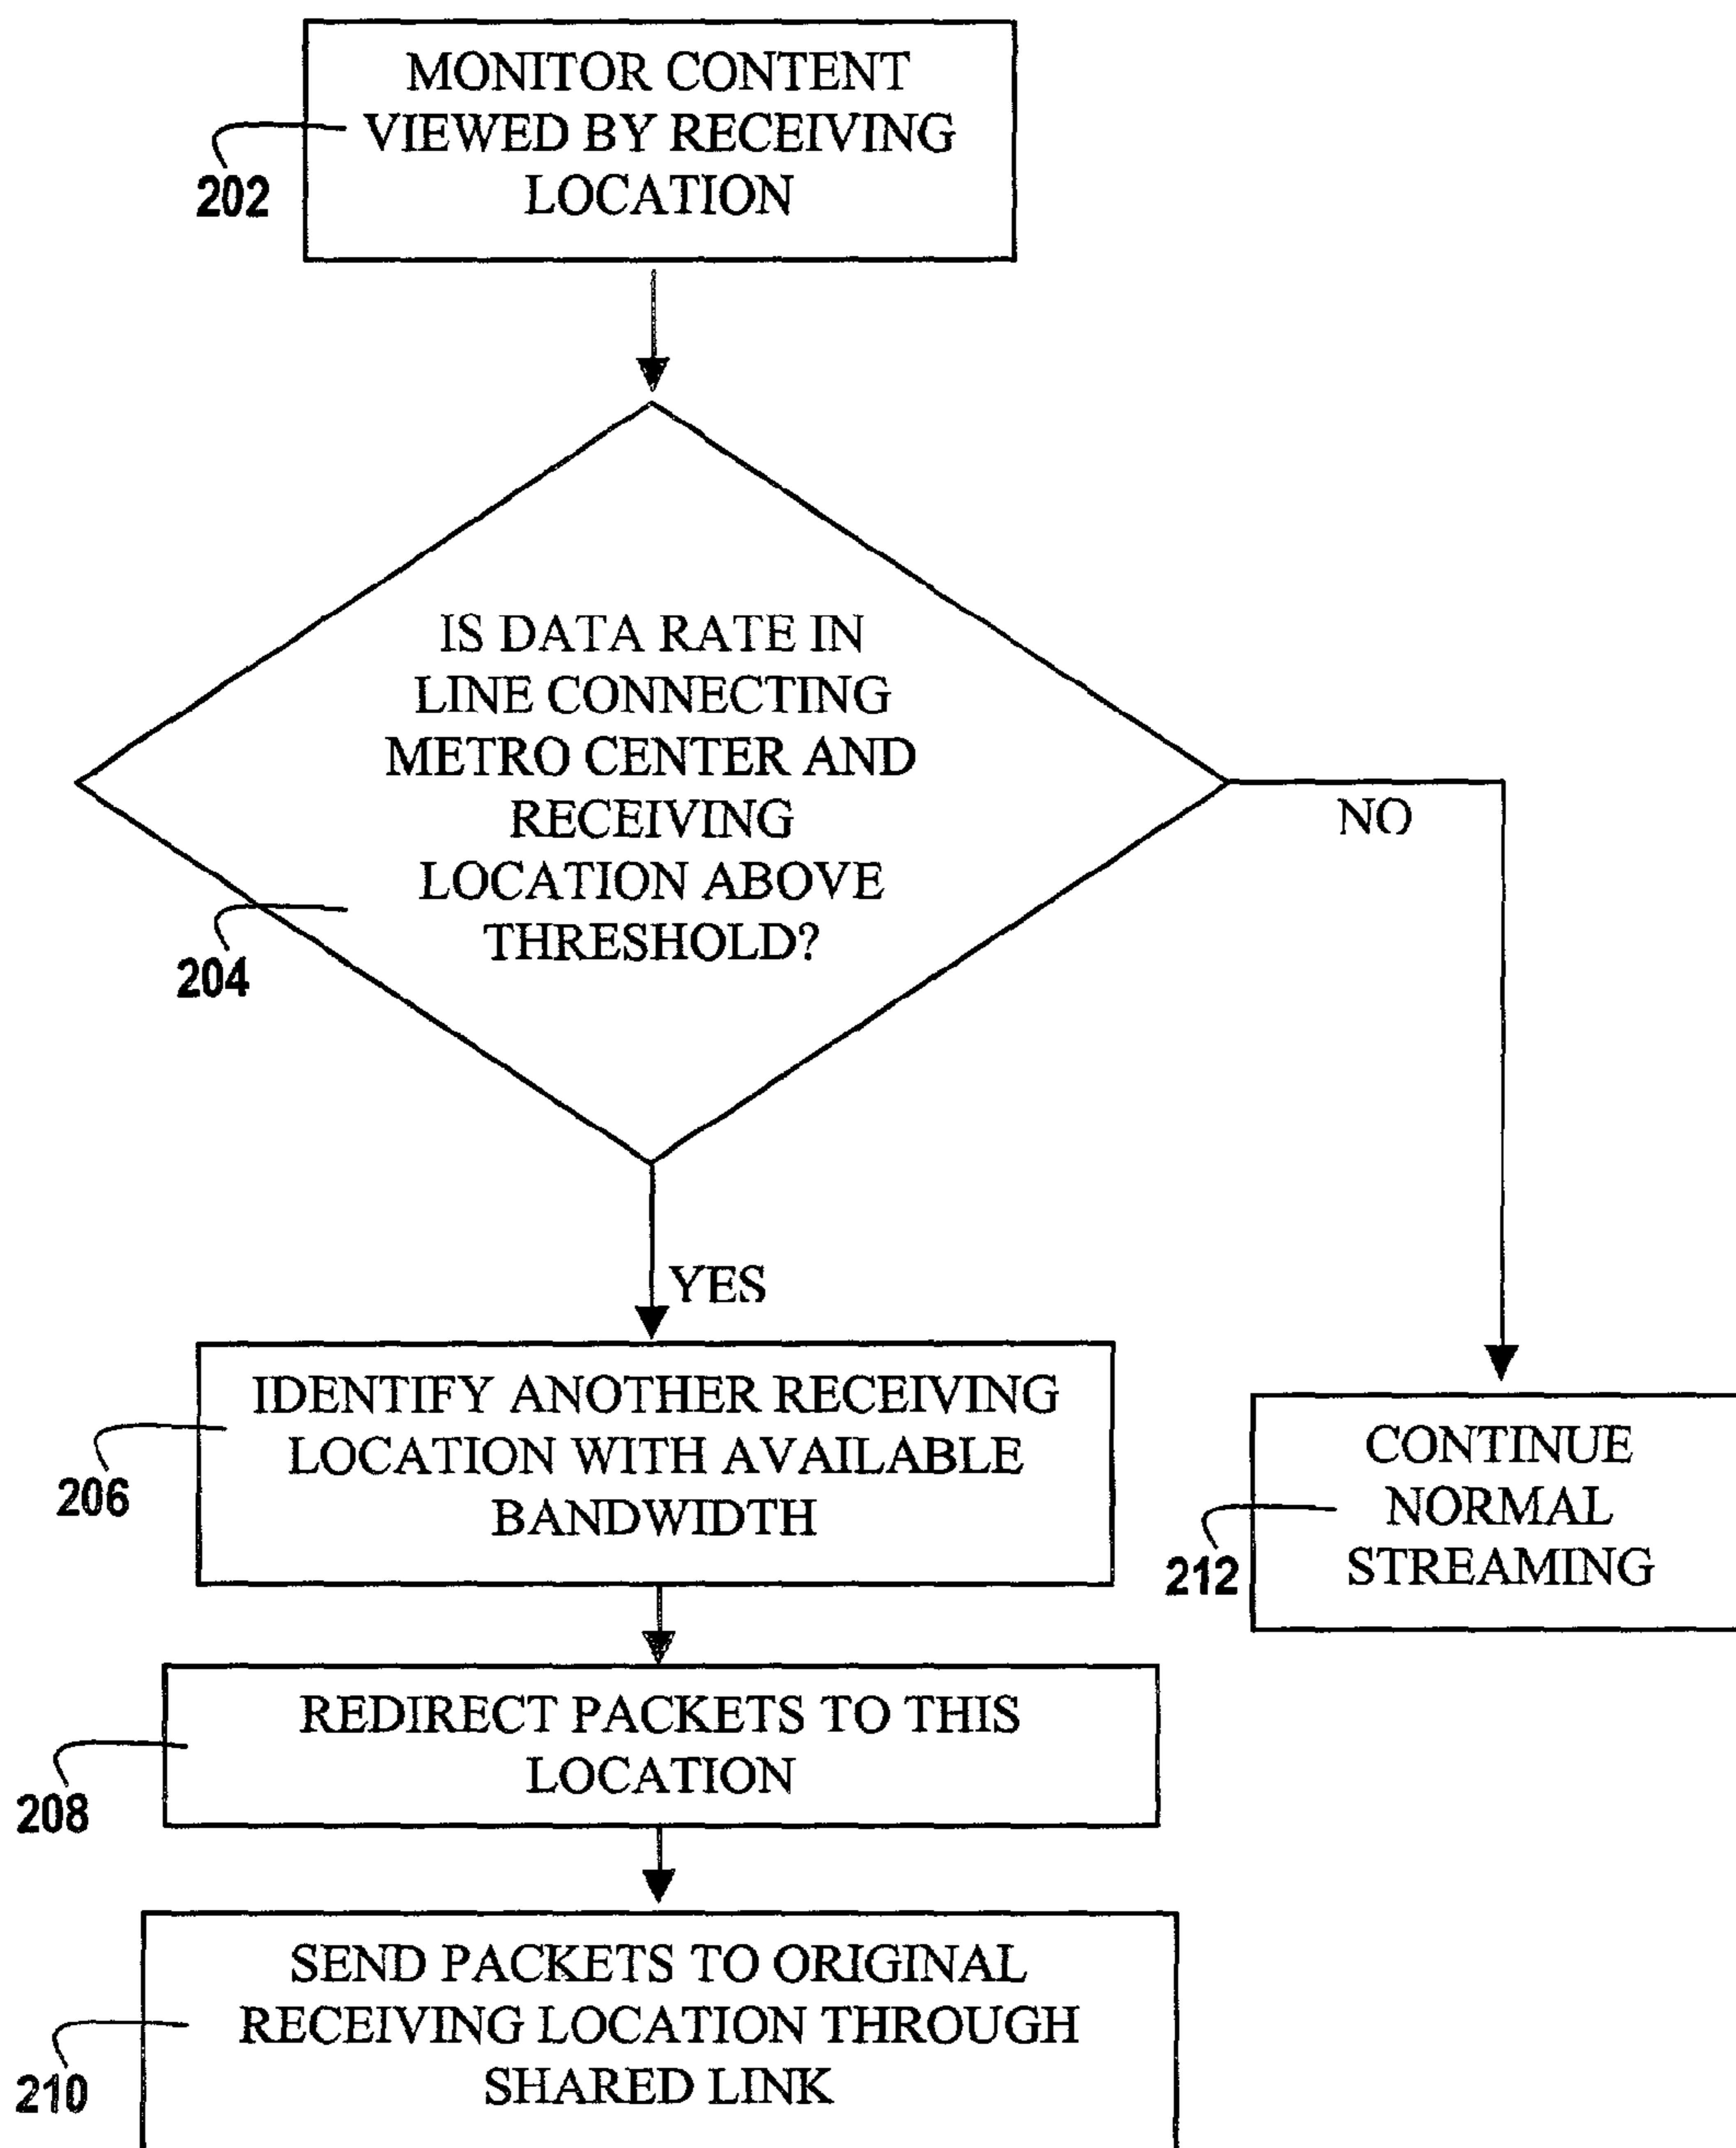 MONITOR CONTENT
VIEWED BY RECEIVING
LOCATION
202
IS DATA RATE IN
LINE CONNECTING
METRO CENTER AND
RECEIVING
LOCATION ABOVE
THRESHOLD?
204
NO
YES
IDENTIFY ANOTHER RECEIVING
LOCATION WITH AVAILABLE
BANDWIDTH
206
CONTINUE
NORMAL
STREAMING
212
REDIRECT PACKETS TO THIS
LOCATION
208
SEND PACKETS TO ORIGINAL
RECEIVING LOCATION THROUGH
SHARED LINK
210